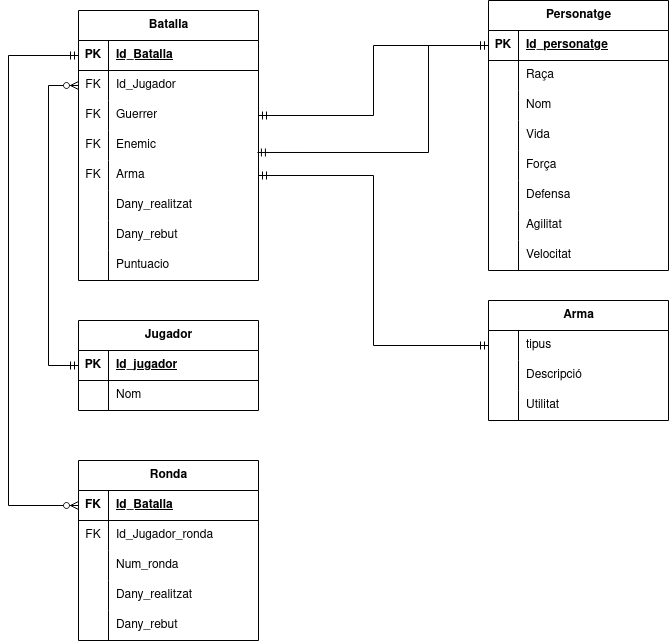 Batalla
PK Id_Batalla
FK Id_Jugador
FK Guerrer
FK Enemic
FK Arma
Dany_realitzat
Dany_rebut
Puntuacio
Personatge
PK Id_personatge
Raça
Nom
Vida
Força
Defensa
Agilitat
Velocitat
Jugador
PK Id_jugador
Nom
Arma
tipus
Descripció
Utilitat
Ronda
FK Id_Batalla
FK Id_Jugador_ronda
Num_ronda
Dany_realitzat
Dany_rebut